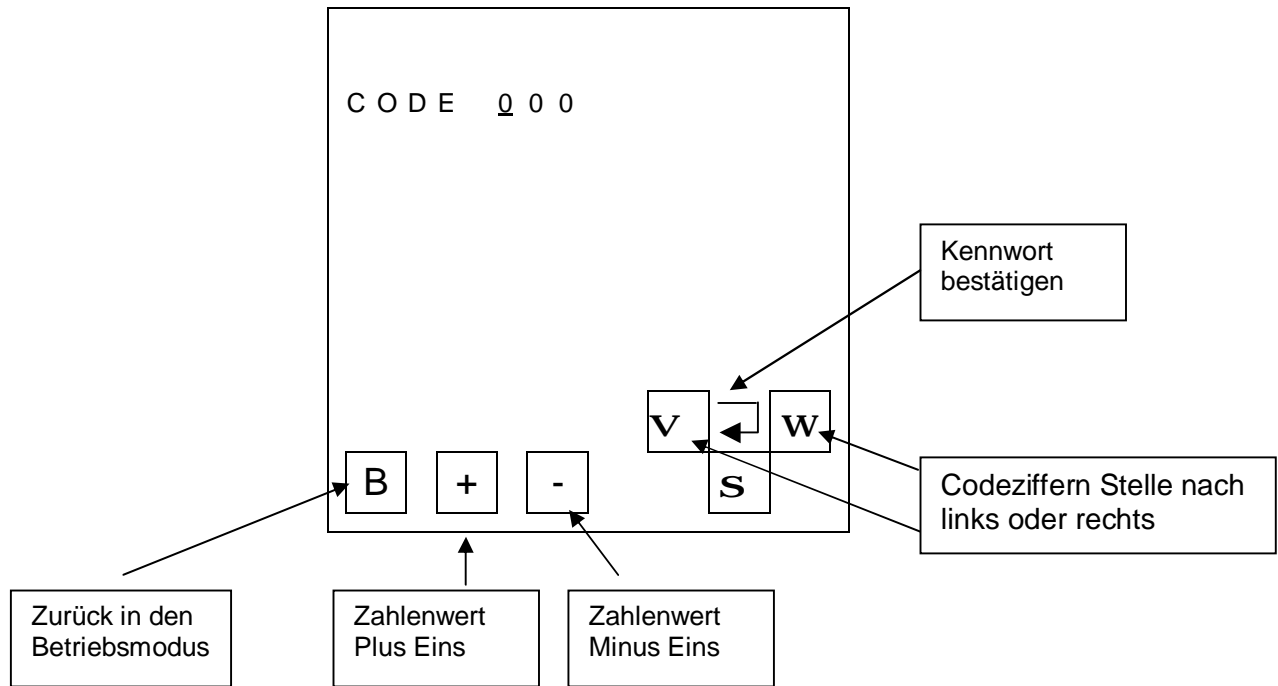 CODE 000
Kennwort
bestätigen
v w
B + - s
Codeziffern Stelle nach
links oder rechts
Zurück in den
Betriebsmodus
Zahlenwert
Plus Eins
Zahlenwert
Minus Eins